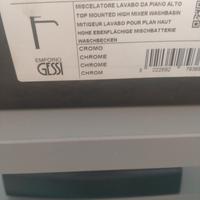 MISCELATORE LAVABO DA PIANO ALTO
TOP MOUNTED HIGH MIXER WASHBASIN
MITIGEUR LAVABO POUR PLAN HAUT
HOHE EBENFLÄCHIGE MISCHBATTERIE
WASCHBECKEN
CROMO
CHROME
CHROME
CHROM
EMPORIO
GESSI